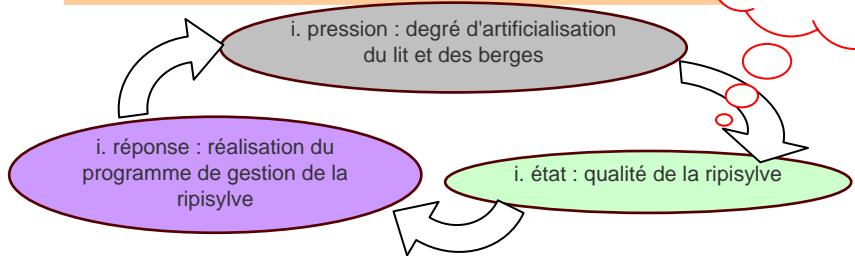 i. pression : degré d'artificialisation
du lit et des berges
i. réponse : réalisation du
programme de gestion de la
ripisylve
i. état : qualité de la ripisylve